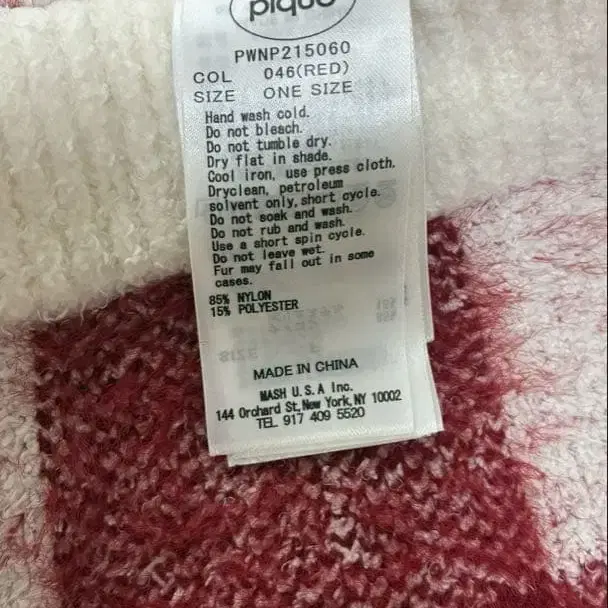 pique
PWNP215060
COL 046(RED)
SIZE ONE SIZE
Hand wash cold.
Do not bleach.
Do not tumble dry.
Dry flat in shade.
Cool iron, use press cloth.
Dryclean, petroleum
solvent only,short cycle.
Do not soak and wash.
Do not rub and wash.
Use a short spin cycle.
Do not leave wet.
Fur may fall out in some
cases.
85% NYLON
15% POLYESTER
MADE IN CHINA
MASH U.S.A Inc.
144 Orchard St,New York,NY 10002
TEL 917 409 5520